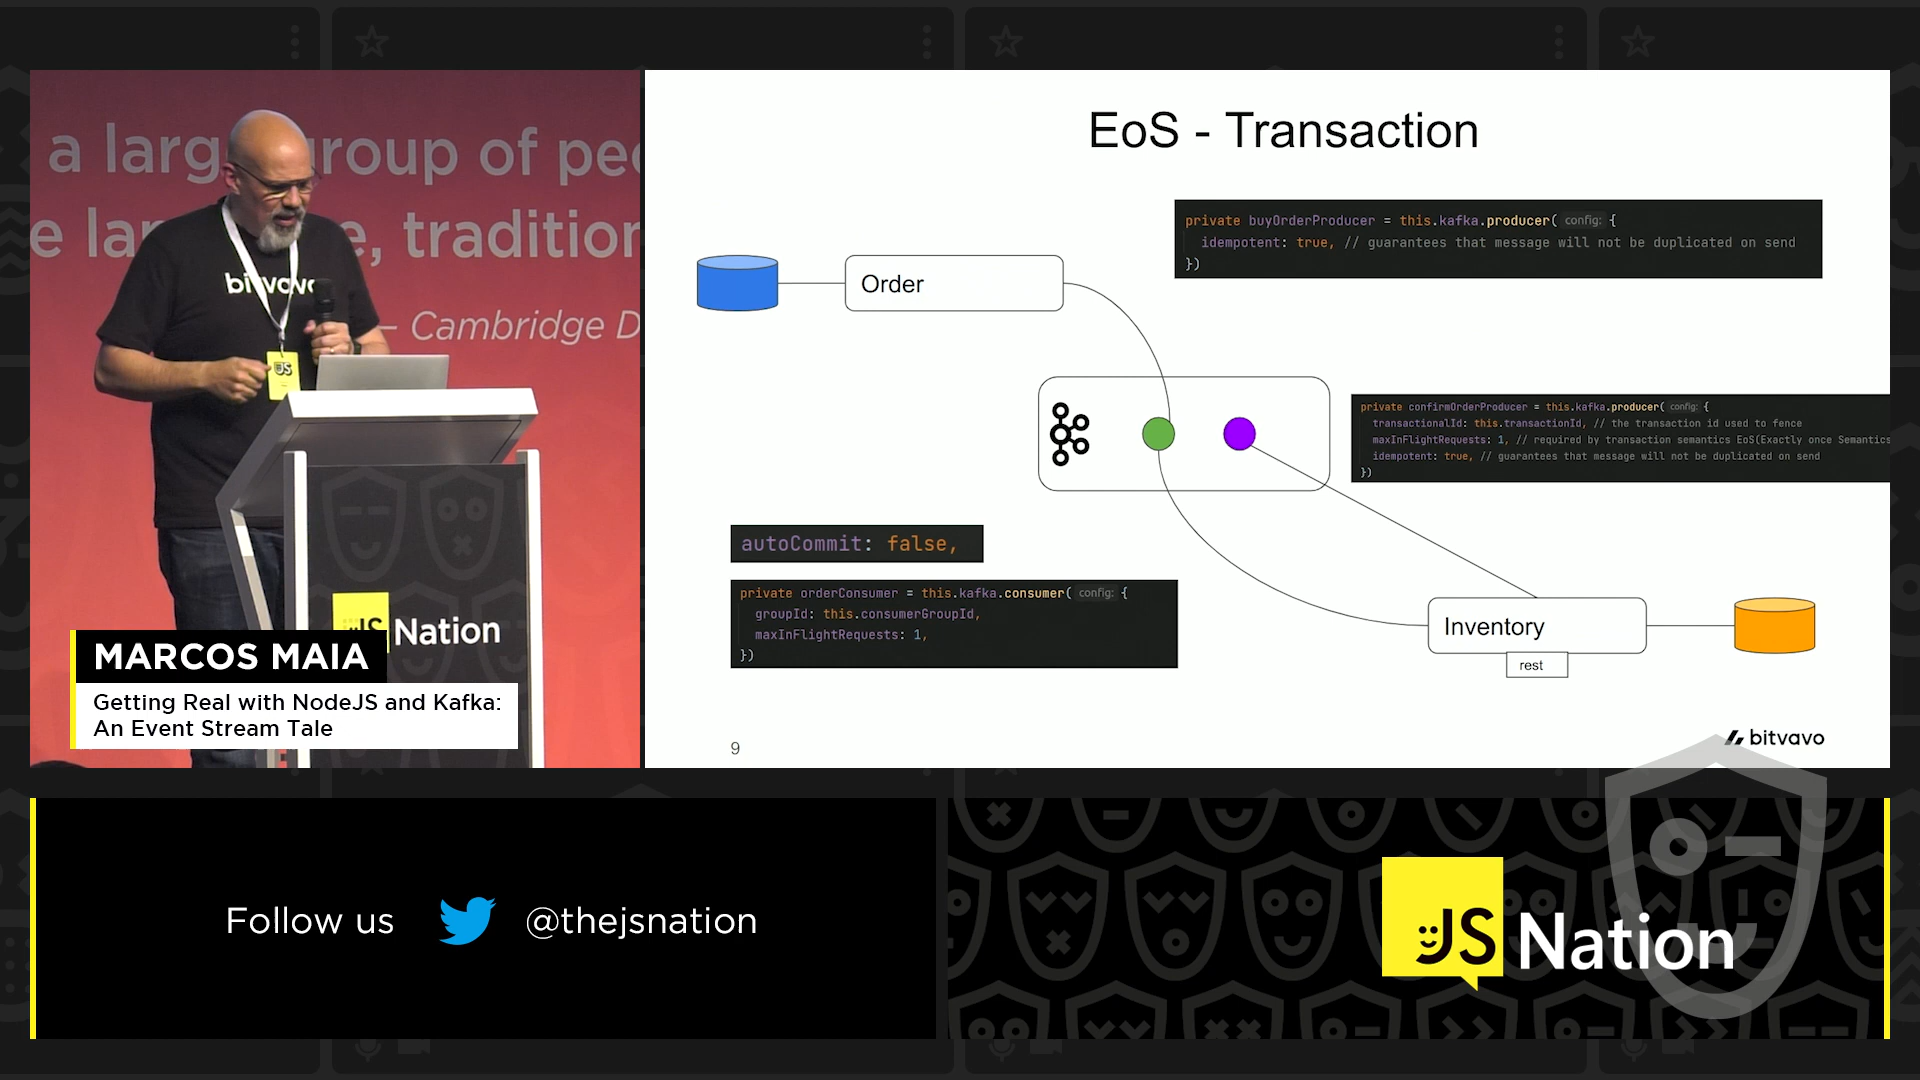 a larg group of pe
e la e, tradition
– Cambridge D
bitvavo
JS
JS Nation
MARCOS MAIA
Getting Real with NodeJS and Kafka:
An Event Stream Tale
EoS - Transaction
private buyOrderProducer = this.kafka.producer( config: {
idempotent: true, // guarantees that message will not be duplicated on send
})
Order
private confirmOrderProducer = this.kafka.producer( config: {
transactionalId: this.transactionId, // the transaction id used to fence
maxInFlightRequests: 1, // required by transaction semantics EoS(Exactly once Semantics
idempotent: true, // guarantees that message will not be duplicated on send
})
autoCommit: false,
private orderConsumer = this.kafka.consumer( config: {
groupId: this.consumerGroupId,
maxInFlightRequests: 1,
})
Inventory
rest
9
bitvavo
Follow us @thejsnation
JS Nation